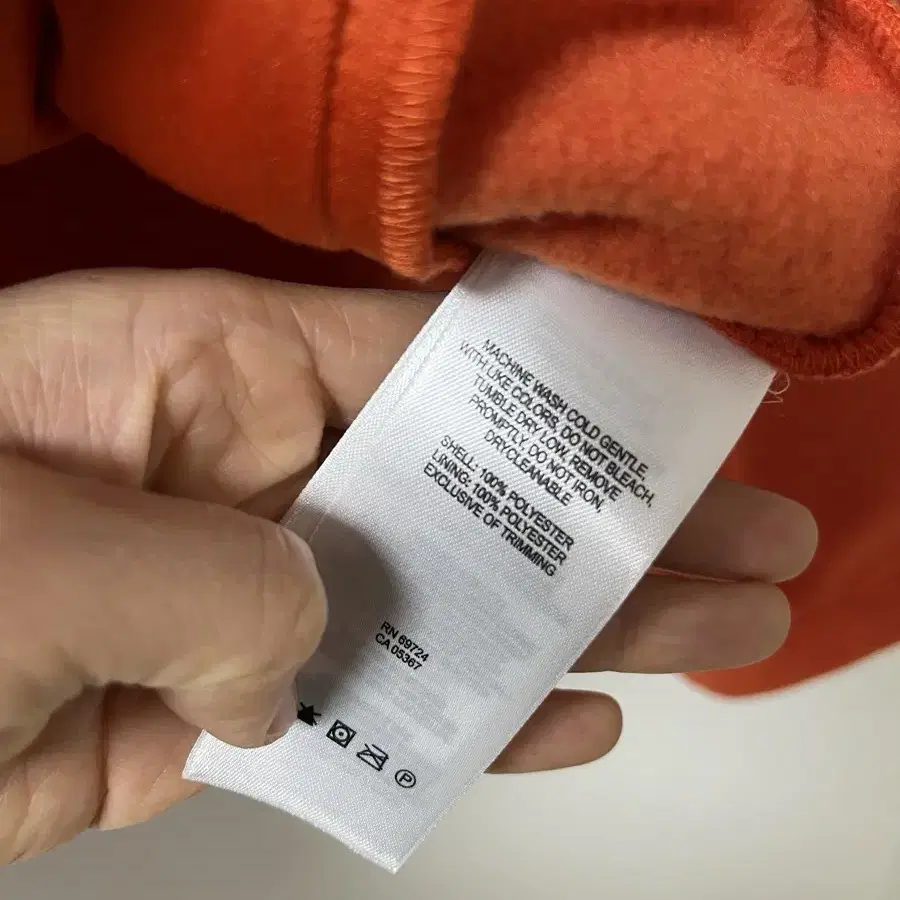 MACHINE WASH COLD GENTLE,
WITH LIKE COLORS, DO NOT BLEACH,
TUMBLE DRY LOW, REMOVE
PROMPTLY, DO NOT IRON,
DRYCLEANABLE
SHELL: 100% POLYESTER
LINING: 100% POLYESTER
EXCLUSIVE OF TRIMMING
RN 69724
CA 05367
P